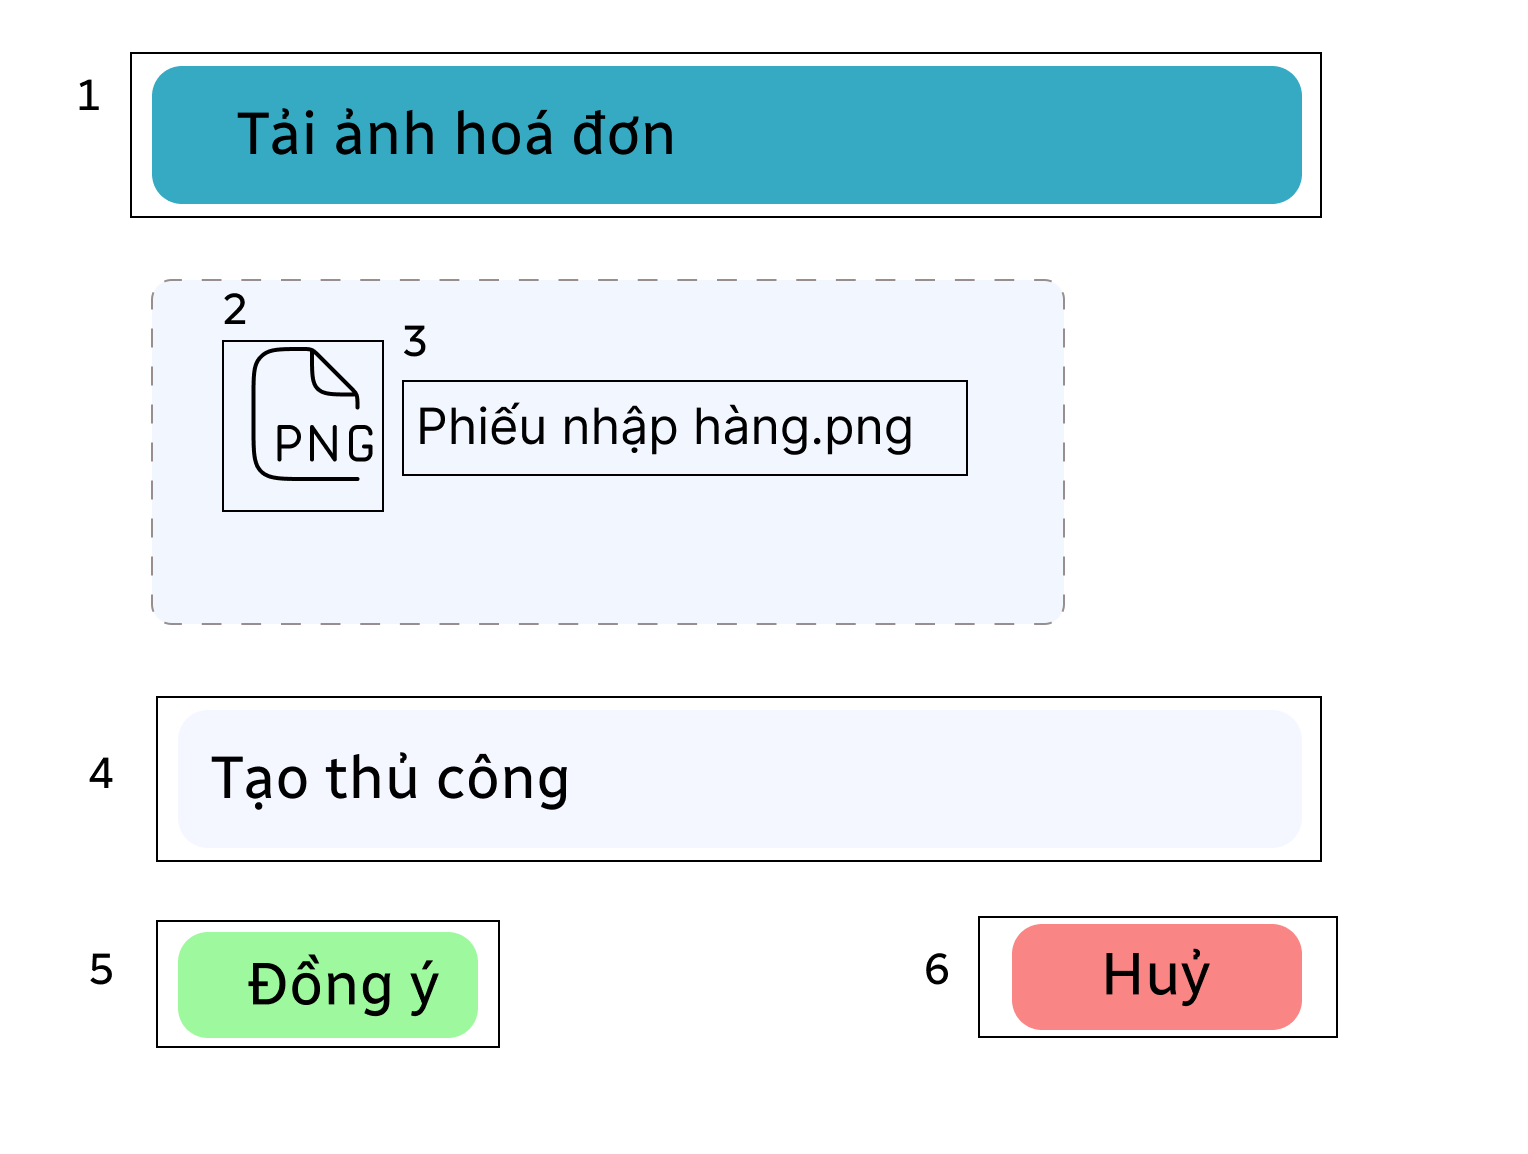 1
Tải ảnh hoá đơn
2
3
PNG
Phiếu nhập hàng.png
4
Tạo thủ công
5
Đồng ý
6
Huỷ